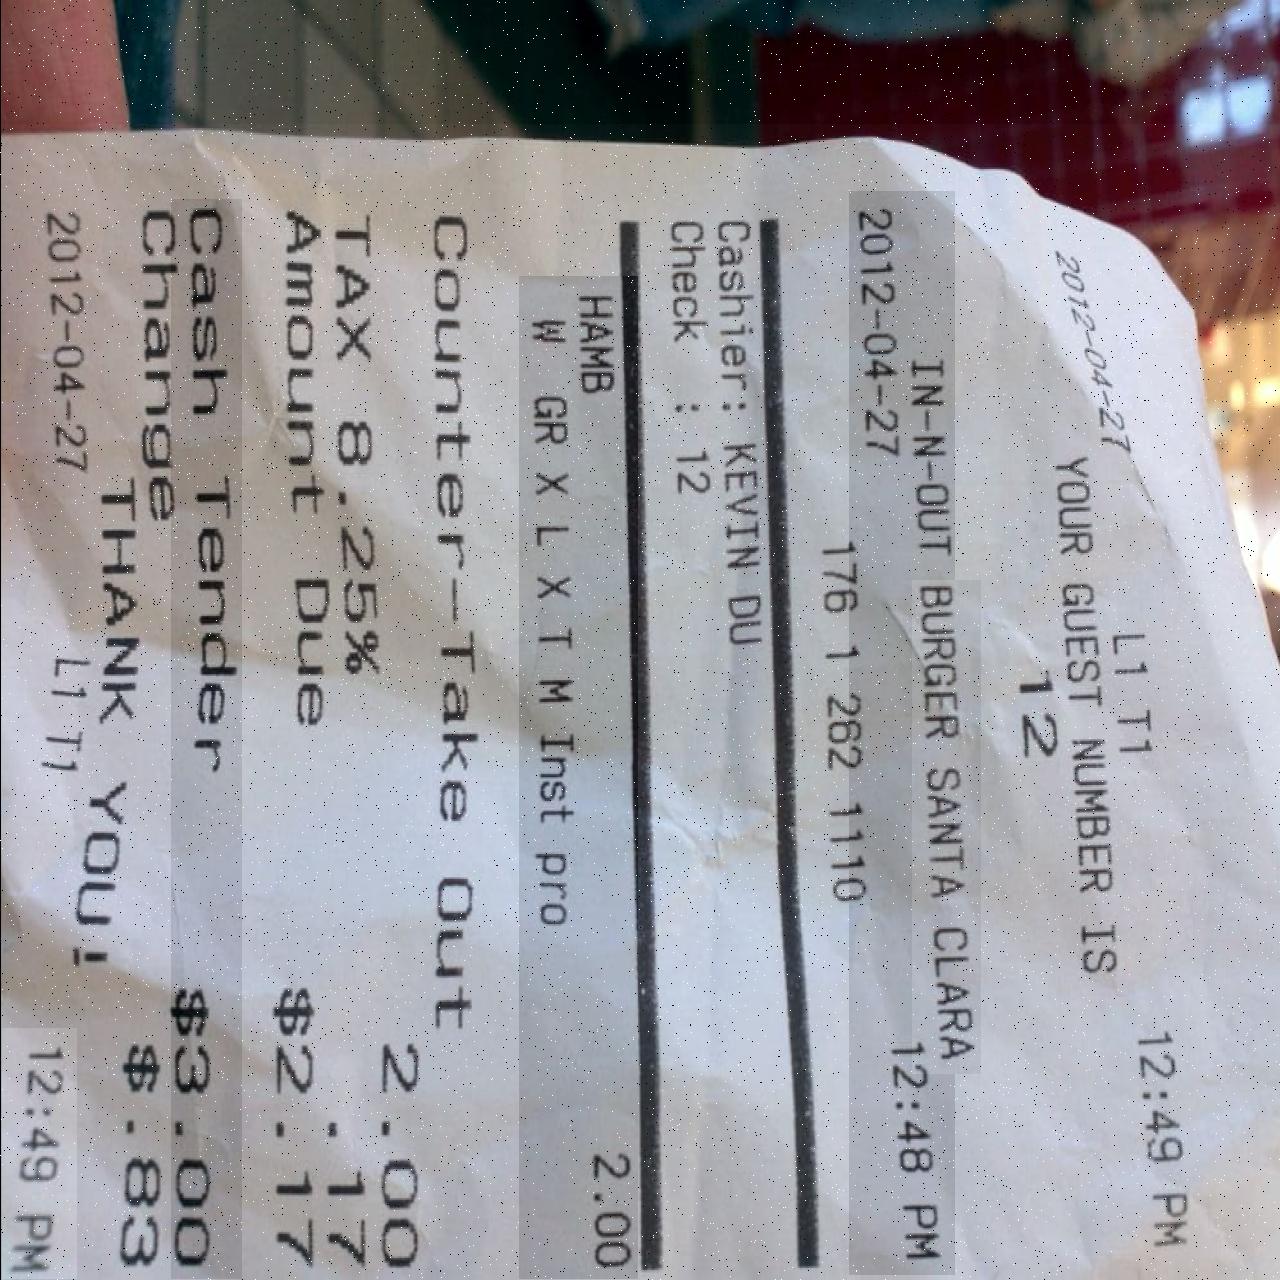 2012-04-27 L1 T1 12:49 PM
YOUR GUEST NUMBER IS
12
IN-N-OUT BURGER SANTA CLARA
2012-04-27 12:48 PM
176 1 262 1110
Cashier: KEVIN DU
Check : 12
HAMB 2.00
W GR X L X T M Inst pro
Counter-Take Out 2.00
TAX 8.25% .17
Amount Due $2.17
Cash Tender $3.00
Change $.83
THANK YOU!
2012-04-27 L1 T1 12:49 PM